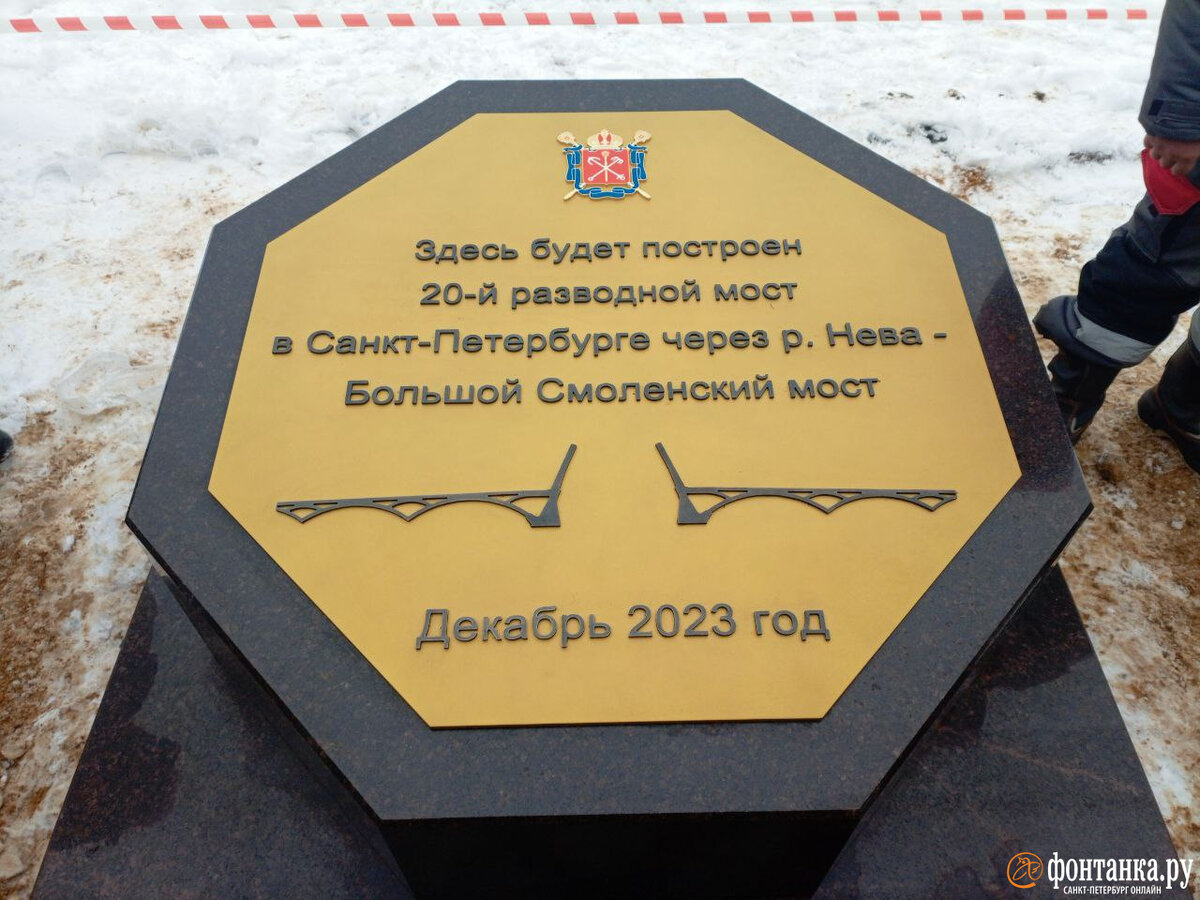 Здесь будет построен
20-й разводной мост
в Санкт-Петербурге через р. Нева -
Большой Смоленский мост
Декабрь 2023 год
фонтанка.ру
САНКТ-ПЕТЕРБУРГ ОНЛАЙН